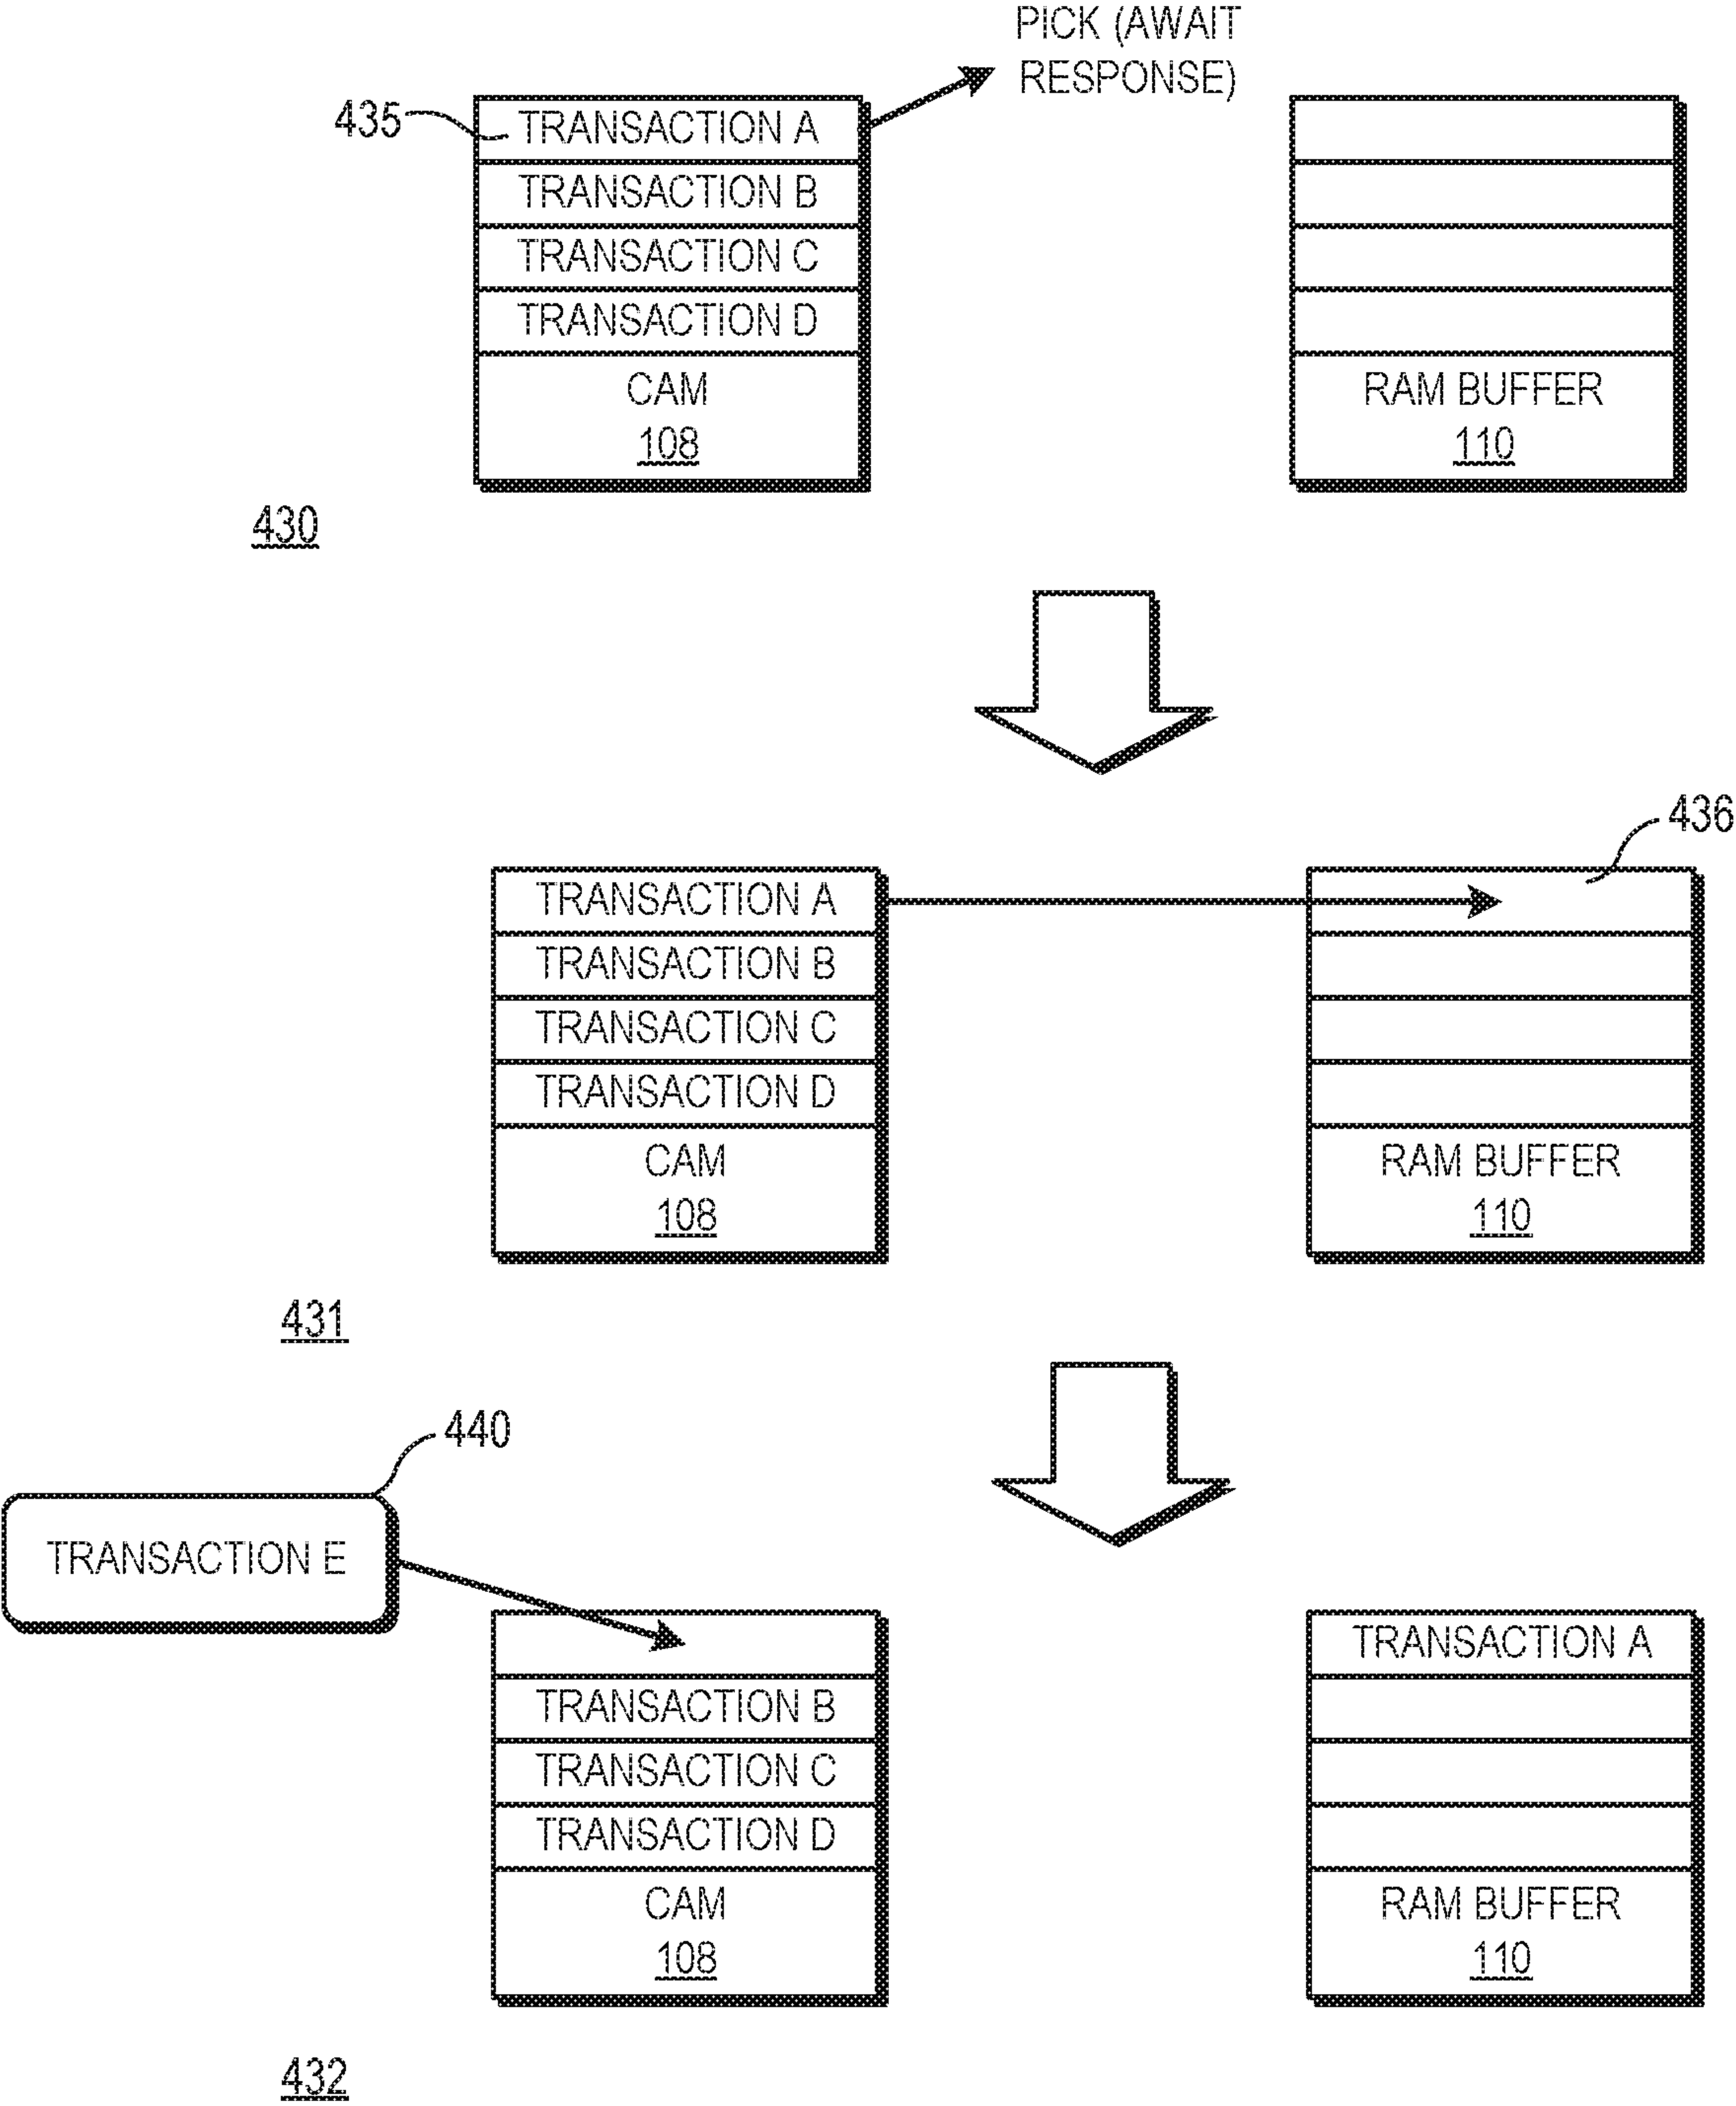 PICK (AWAIT
RESPONSE)
435
TRANSACTION A
TRANSACTION B
TRANSACTION C
TRANSACTION D
CAM
108
RAM BUFFER
110
430
436
TRANSACTION A
TRANSACTION B
TRANSACTION C
TRANSACTION D
CAM
108
RAM BUFFER
110
431
440
TRANSACTION E
TRANSACTION B
TRANSACTION C
TRANSACTION D
CAM
108
TRANSACTION A
RAM BUFFER
110
432